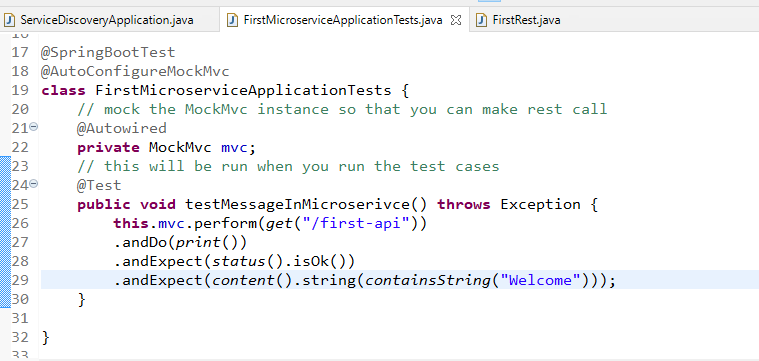 ServiceDiscoveryApplication.java FirstMicroserviceApplicationTests.java FirstRest.java
16
17 @SpringBootTest
18 @AutoConfigureMockMvc
19 class FirstMicroserviceApplicationTests {
20 // mock the MockMvc instance so that you can make rest call
21 @Autowired
22 private MockMvc mvc;
23 // this will be run when you run the test cases
24 @Test
25 public void testMessageInMicroserivce() throws Exception {
26 this.mvc.perform(get("/first-api"))
27 .andDo(print())
28 .andExpect(status().isOk())
29 .andExpect(content().string(containsString("Welcome")));
30 }
31
32 }
33